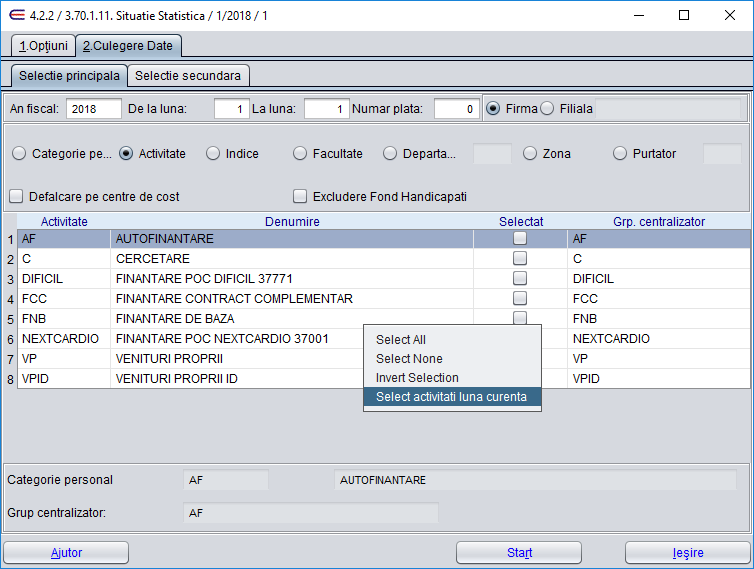 4.2.2 / 3.70.1.11. Situatie Statistica / 1/2018 / 1
1.Opţiuni 2.Culegere Date
Selectie principala Selectie secundara
An fiscal: 2018 De la luna: 1 La luna: 1 Numar plata: 0 Firma Filiala
Categorie pe... Activitate Indice Facultate Departa... Zona Purtator
Defalcare pe centre de cost Excludere Fond Handicapati
Activitate Denumire Selectat Grp. centralizator
1 AF AUTOFINANTARE AF
2 C CERCETARE C
3 DIFICIL FINANTARE POC DIFICIL 37771 DIFICIL
4 FCC FINANTARE CONTRACT COMPLEMENTAR FCC
5 FNB FINANTARE DE BAZA FNB
6 NEXTCARDIO FINANTARE POC NEXTCARDIO 37001 NEXTCARDIO
7 VP VENITURI PROPRII VP
8 VPID VENITURI PROPRII ID VPID
Select All
Select None
Invert Selection
Select activitati luna curenta
Categorie personal AF AUTOFINANTARE
Grup centralizator: AF
Ajutor Start Ieşire